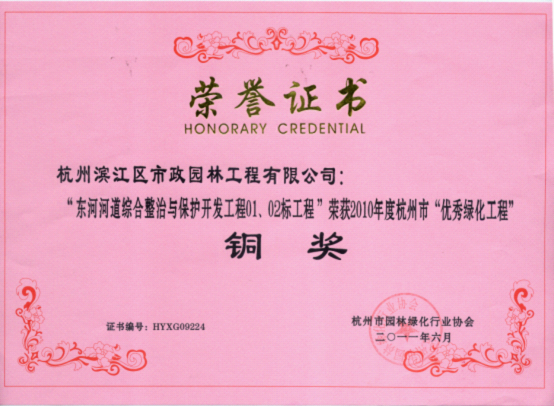 荣誉证书
HONORARY CREDENTIAL
杭州滨江区市政园林工程有限公司：
“东河河道综合整治与保护开发工程01、02标工程”荣获2010年度杭州市“优秀绿化工程”
铜 奖
证书编号：HYXG09224
杭州市园林绿化行业协会
二〇一一年六月